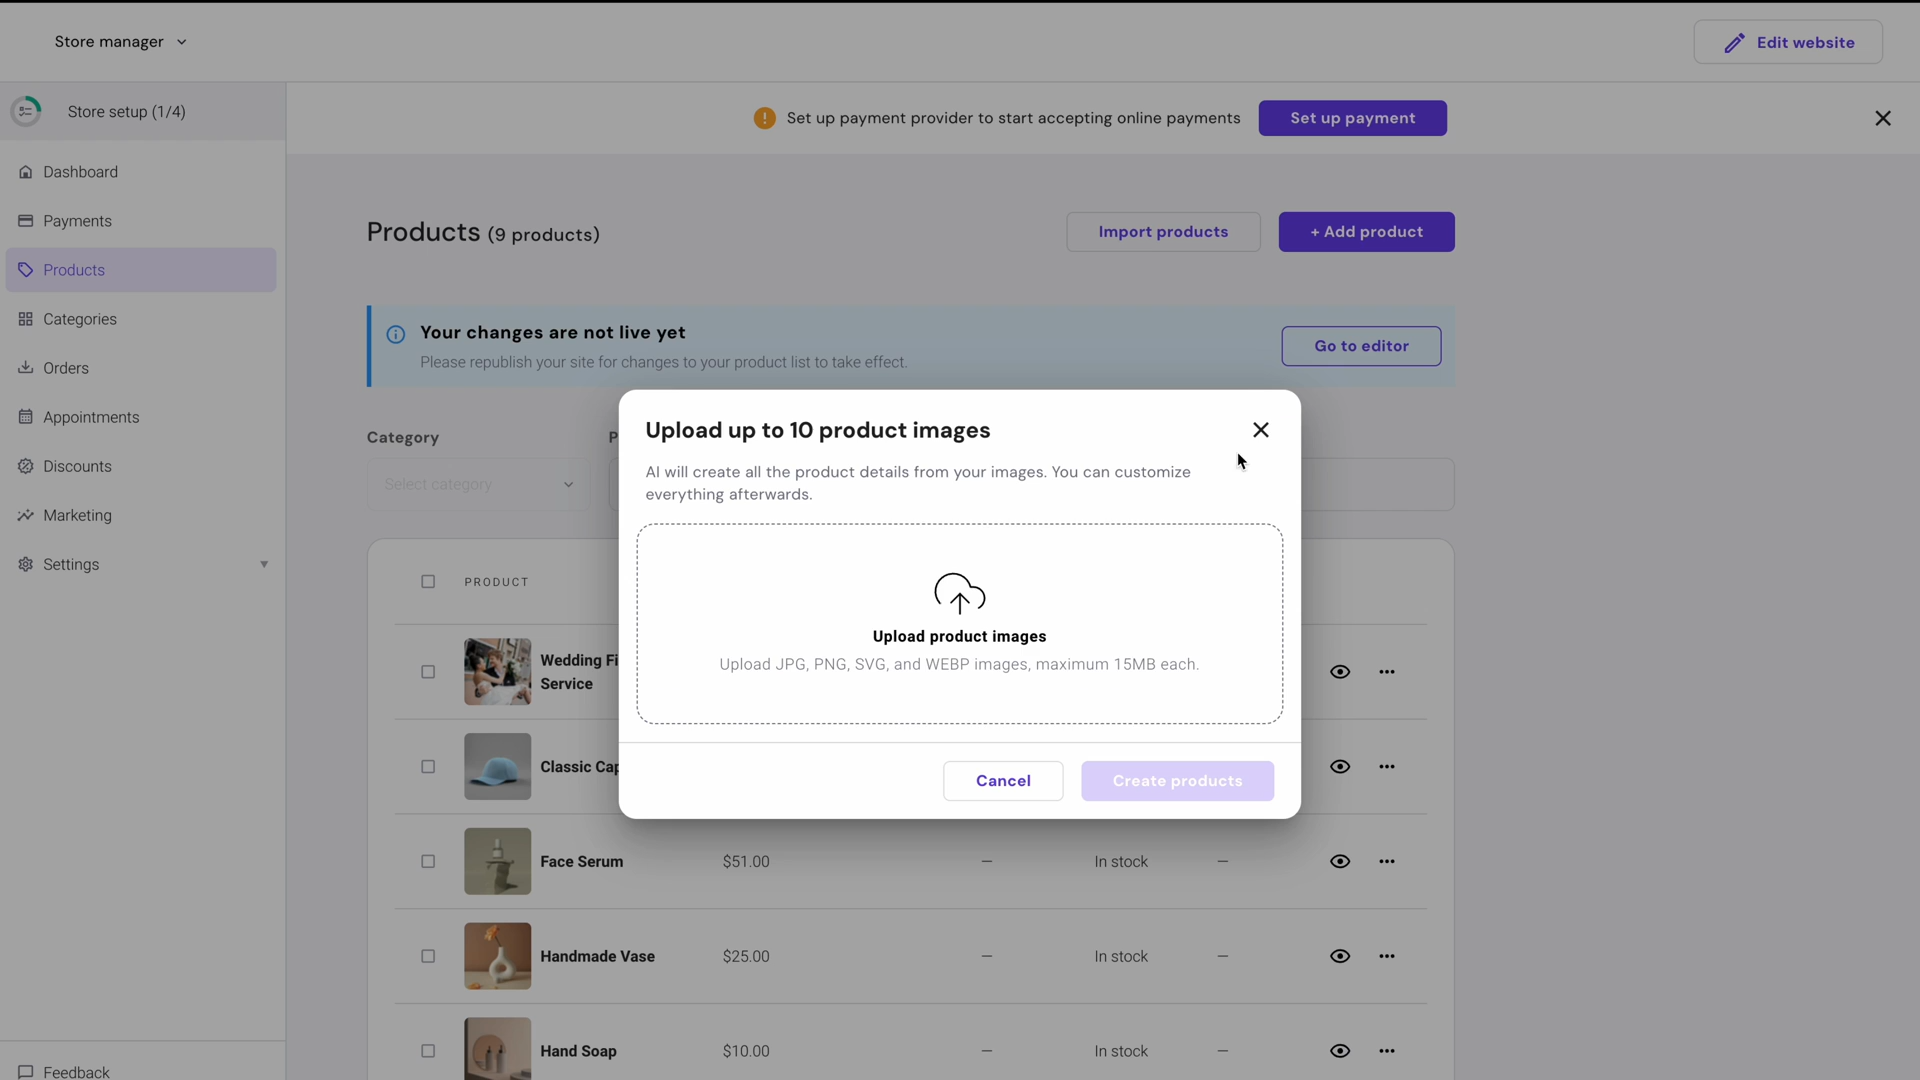 Store manager
Edit website
Store setup (1/4)
Set up payment provider to start accepting online payments
Set up payment
Dashboard
Payments
Products
Categories
Orders
Appointments
Discounts
Marketing
Settings
Feedback
Products (9 products)
Import products
+ Add product
Your changes are not live yet
Please republish your site for changes to your product list to take effect.
Go to editor
Category
Select category
Upload up to 10 product images
AI will create all the product details from your images. You can customize
everything afterwards.
Upload product images
Upload JPG, PNG, SVG, and WEBP images, maximum 15MB each.
Cancel
Create products
PRODUCT
Wedding Fi
Service
Classic Cap
Face Serum $51.00 — In stock —
Handmade Vase $25.00 — In stock —
Hand Soap $10.00 — In stock —